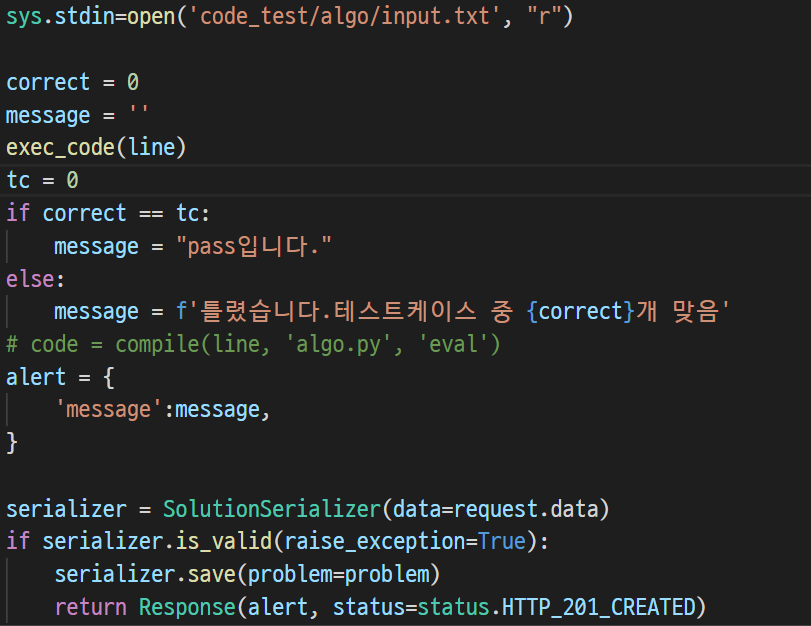 sys.stdin=open('code_test/algo/input.txt', "r")
correct = 0
message = ''
exec_code(line)
tc = 0
if correct == tc:
    message = "pass입니다."
else:
    message = f'틀렸습니다.테스트케이스 중 {correct}개 맞음'
# code = compile(line, 'algo.py', 'eval')
alert = {
    'message':message,
}
serializer = SolutionSerializer(data=request.data)
if serializer.is_valid(raise_exception=True):
    serializer.save(problem=problem)
    return Response(alert, status=status.HTTP_201_CREATED)